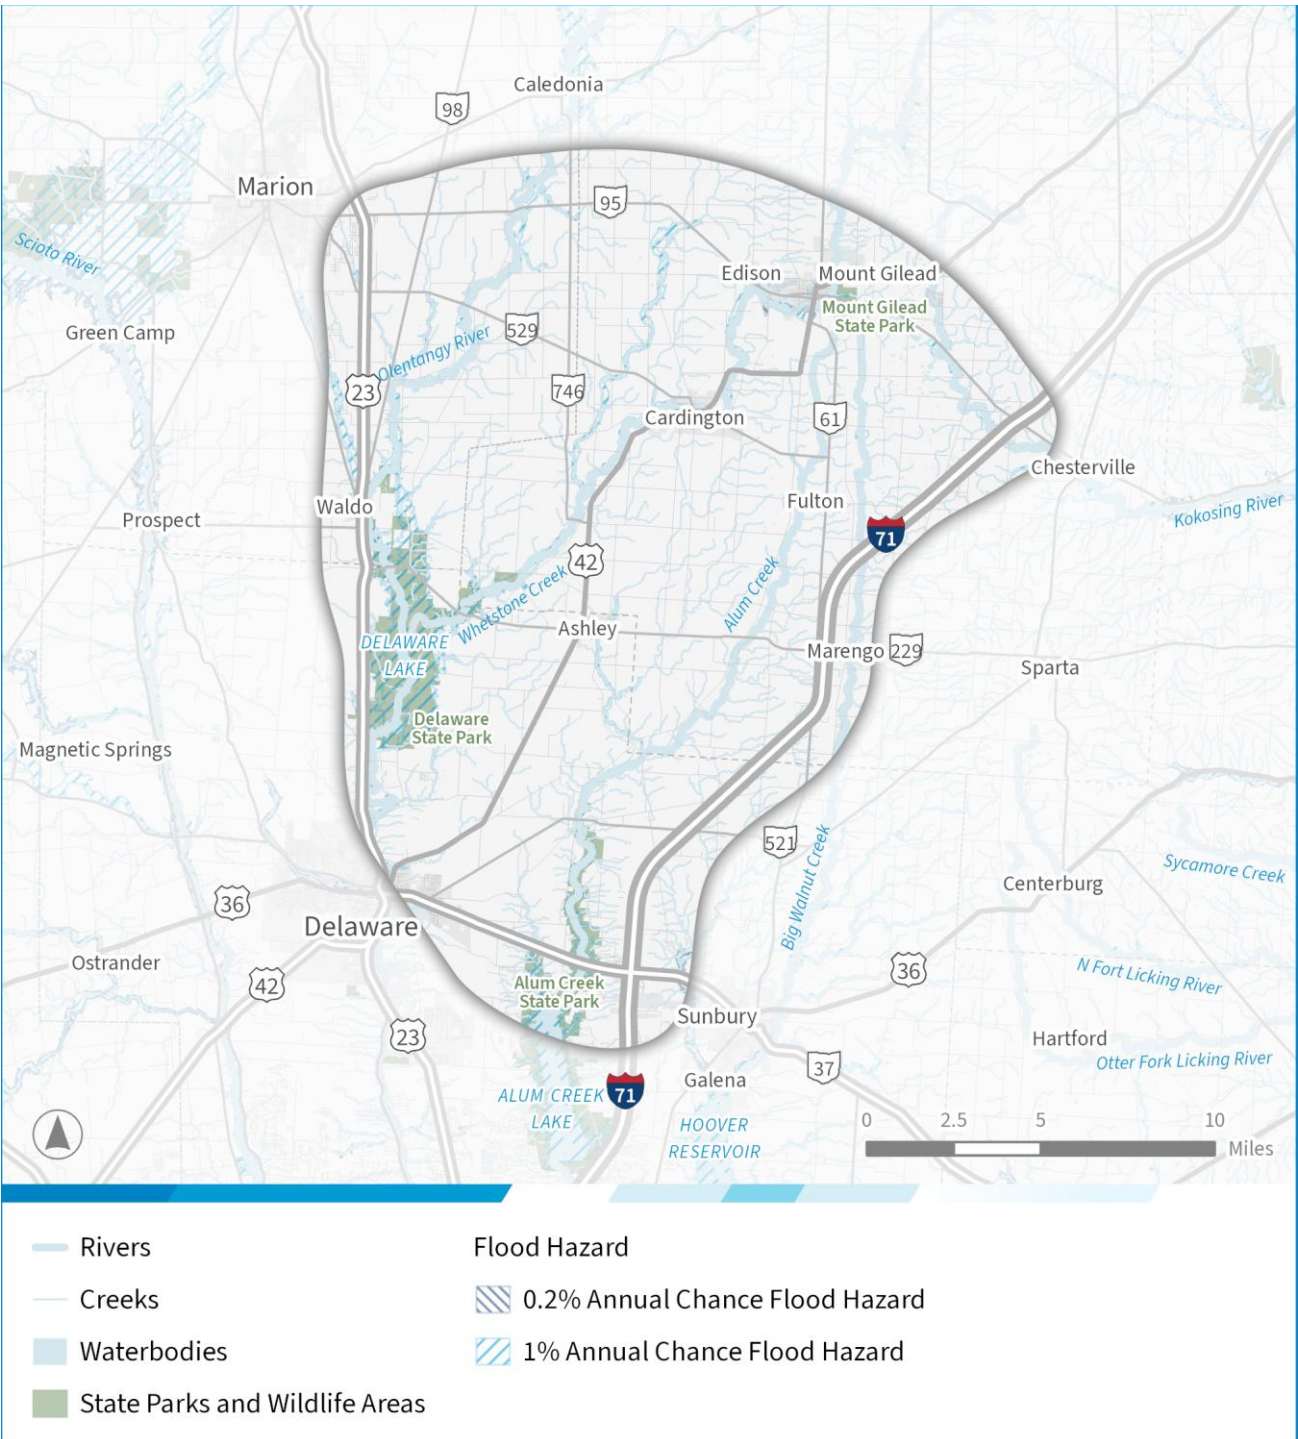 Caledonia
98
Marion
95
Scioto River
Edison
Mount Gilead
Mount Gilead
State Park
Green Camp
529
Olentangy River
23
746
Cardington
61
Chesterville
Waldo
Fulton
Prospect
Kokosing River
71
42
Whetstone Creek
Alum Creek
Ashley
DELAWARE
LAKE
Marengo
229
Sparta
Delaware
State Park
Magnetic Springs
521
Big Walnut Creek
Sycamore Creek
Centerburg
36
Delaware
Ostrander
42
36
N Fort Licking River
Alum Creek
State Park
Sunbury
23
Hartford
Otter Fork Licking River
37
Galena
71
ALUM CREEK
LAKE
HOOVER
RESERVOIR
0 2.5 5 10
Miles
Rivers
Creeks
Waterbodies
State Parks and Wildlife Areas
Flood Hazard
0.2% Annual Chance Flood Hazard
1% Annual Chance Flood Hazard